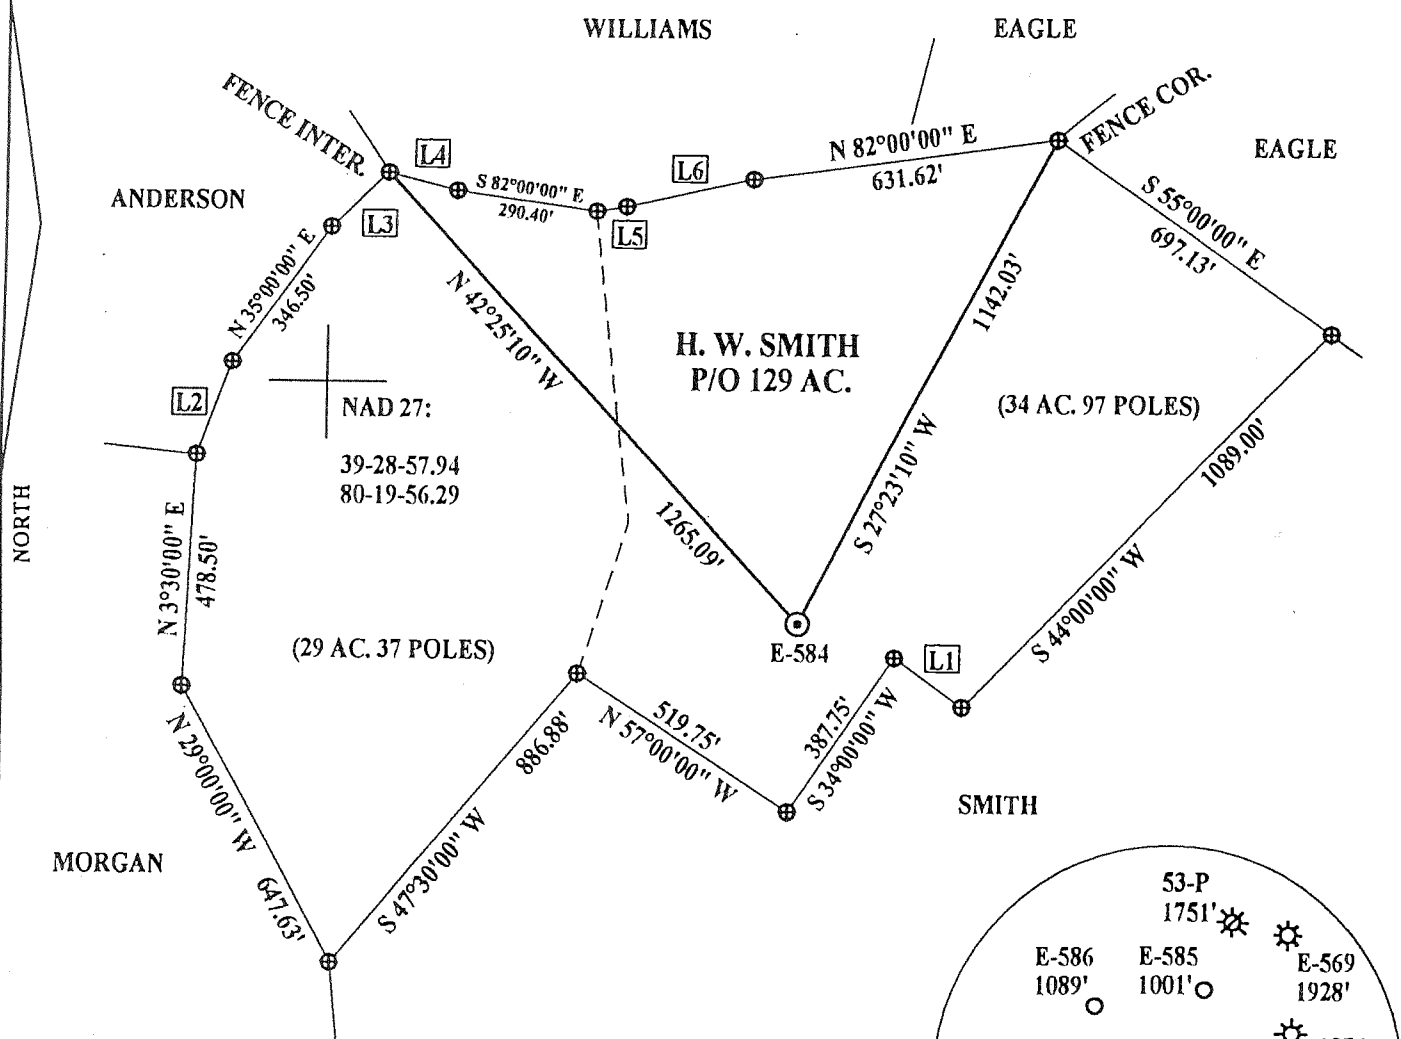 WILLIAMS
EAGLE
FENCE INTER.
L4
S 82°00'00" E
290.40'
L5
L6
N 82°00'00" E
631.62'
FENCE COR.
EAGLE
S 55°00'00" E
697.13'
ANDERSON
L3
N 35°00'00" E
346.50'
N 42°25'10" W
1265.09'
1142.03'
S 27°23'10" W
H. W. SMITH
P/O 129 AC.
(34 AC. 97 POLES)
L2
NAD 27:
39-28-57.94
80-19-56.29
1089.00'
S 44°00'00" W
NORTH
N 3°30'00" E
478.50'
(29 AC. 37 POLES)
E-584
L1
387.75'
S 34°00'00" W
519.75'
N 57°00'00" W
886.88'
S 47°30'00" W
N 29°00'00" W
647.63'
SMITH
MORGAN
53-P
1751'
E-586
1089'
E-585
1001'
E-569
1928'